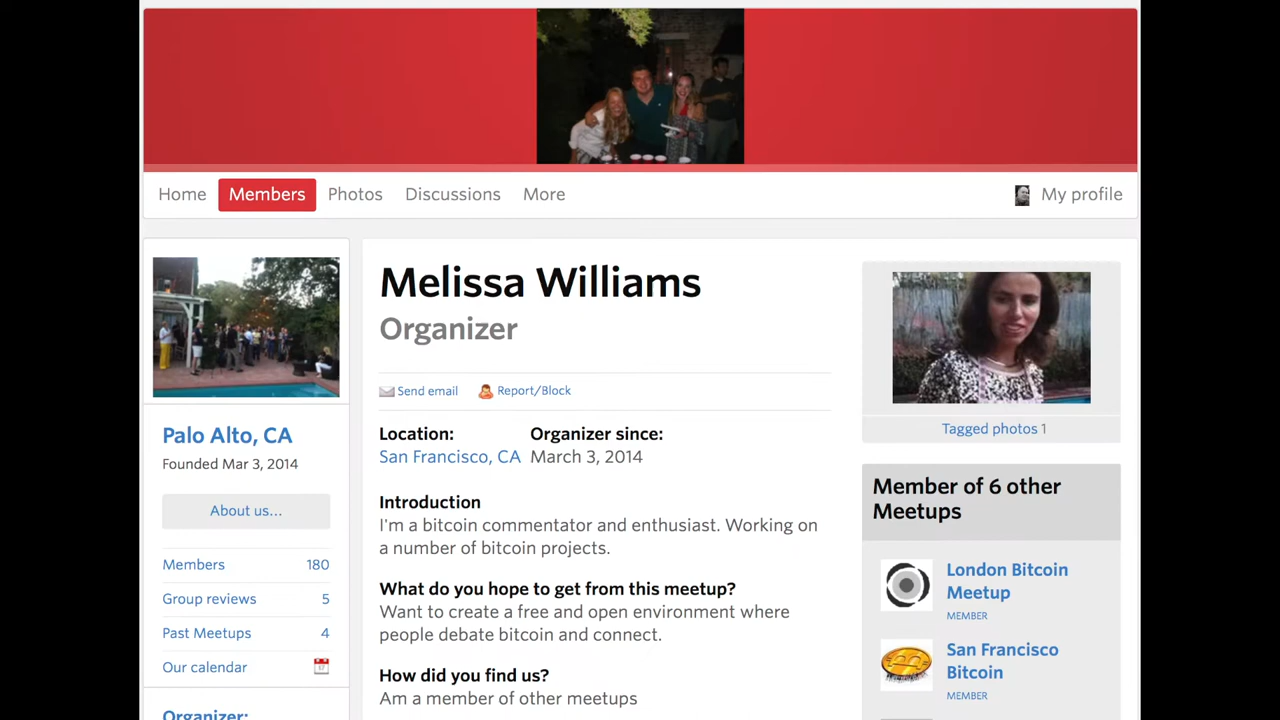 Home Members Photos Discussions More My profile
Melissa Williams
Organizer
Send email Report/Block
Location: Organizer since:
San Francisco, CA March 3, 2014
Introduction
I'm a bitcoin commentator and enthusiast. Working on
a number of bitcoin projects.
What do you hope to get from this meetup?
Want to create a free and open environment where
people debate bitcoin and connect.
How did you find us?
Am a member of other meetups
Palo Alto, CA
Founded Mar 3, 2014
About us...
Members 180
Group reviews 5
Past Meetups 4
Our calendar
Organizer:
Tagged photos 1
Member of 6 other
Meetups
London Bitcoin
Meetup
MEMBER
San Francisco
Bitcoin
MEMBER